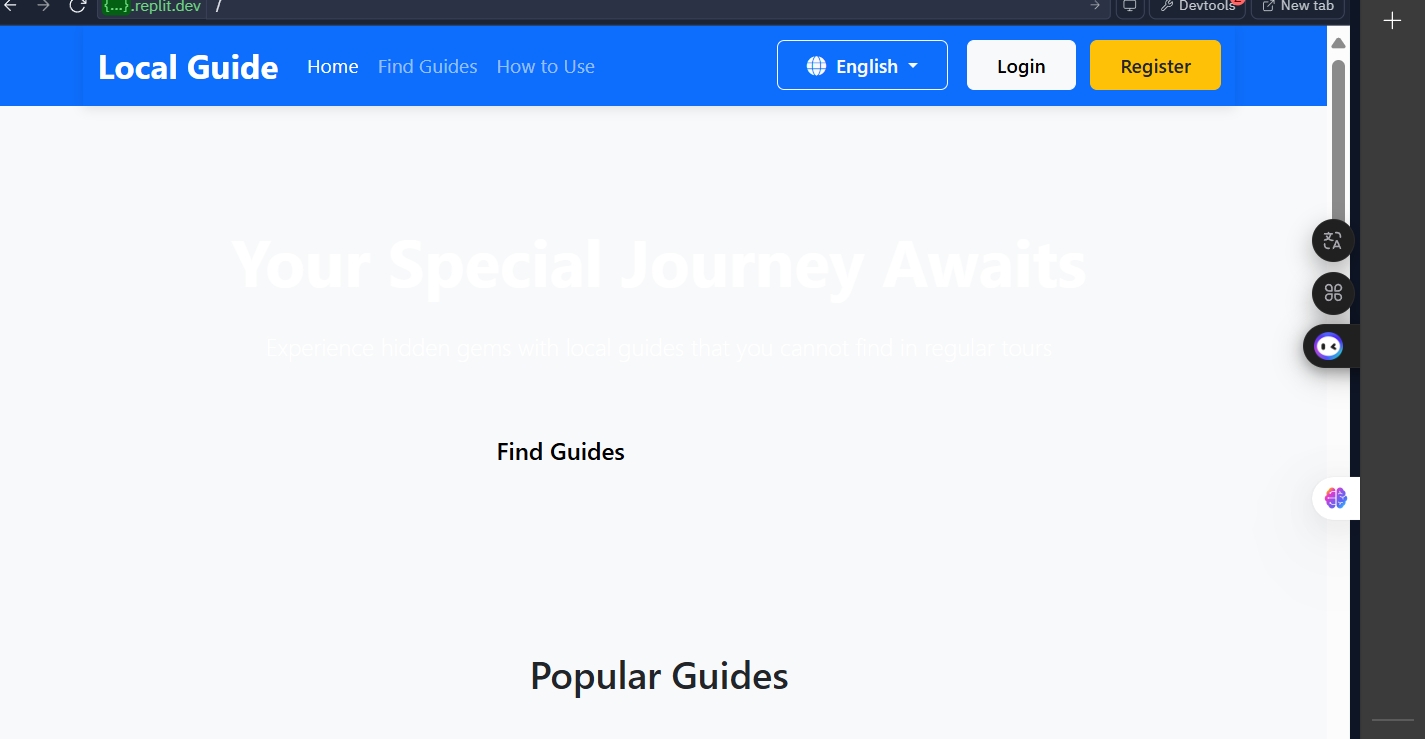 {...}.replit.dev /
Devtools
New tab
Local Guide Home Find Guides How to Use English Login Register
Your Special Journey Awaits
Experience hidden gems with local guides that you cannot find in regular tours
Find Guides
Popular Guides